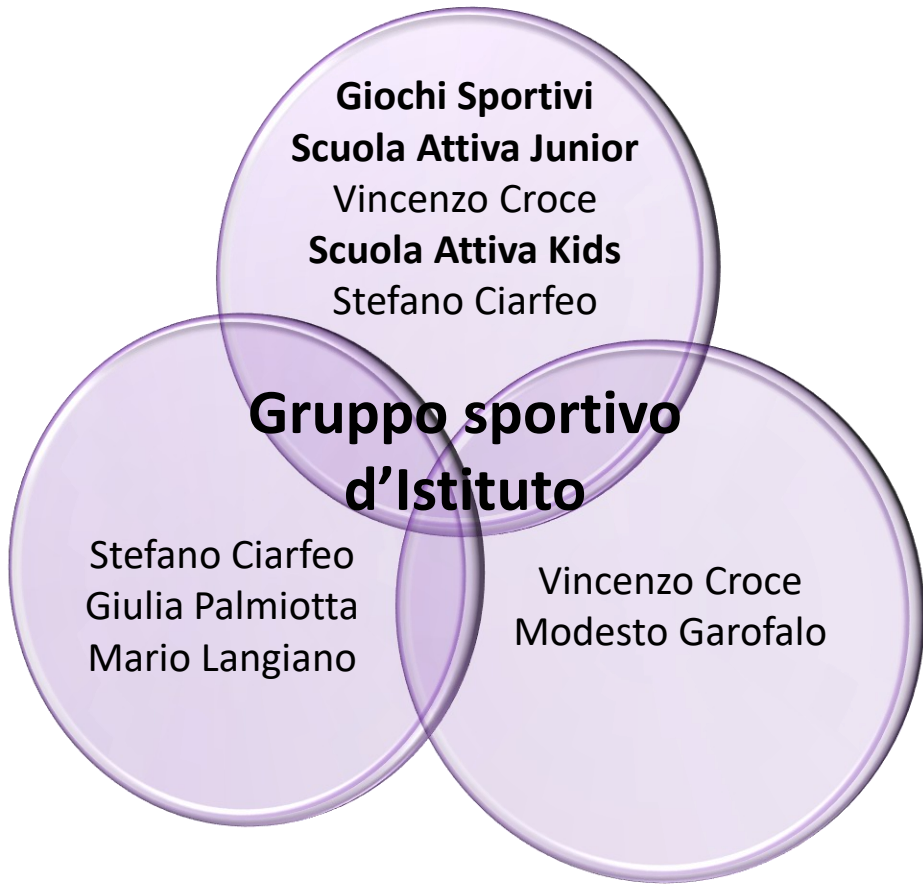 Giochi Sportivi
Scuola Attiva Junior
Vincenzo Croce
Scuola Attiva Kids
Stefano Ciarfeo
Gruppo sportivo
d’Istituto
Stefano Ciarfeo
Giulia Palmiotta
Mario Langiano
Vincenzo Croce
Modesto Garofalo